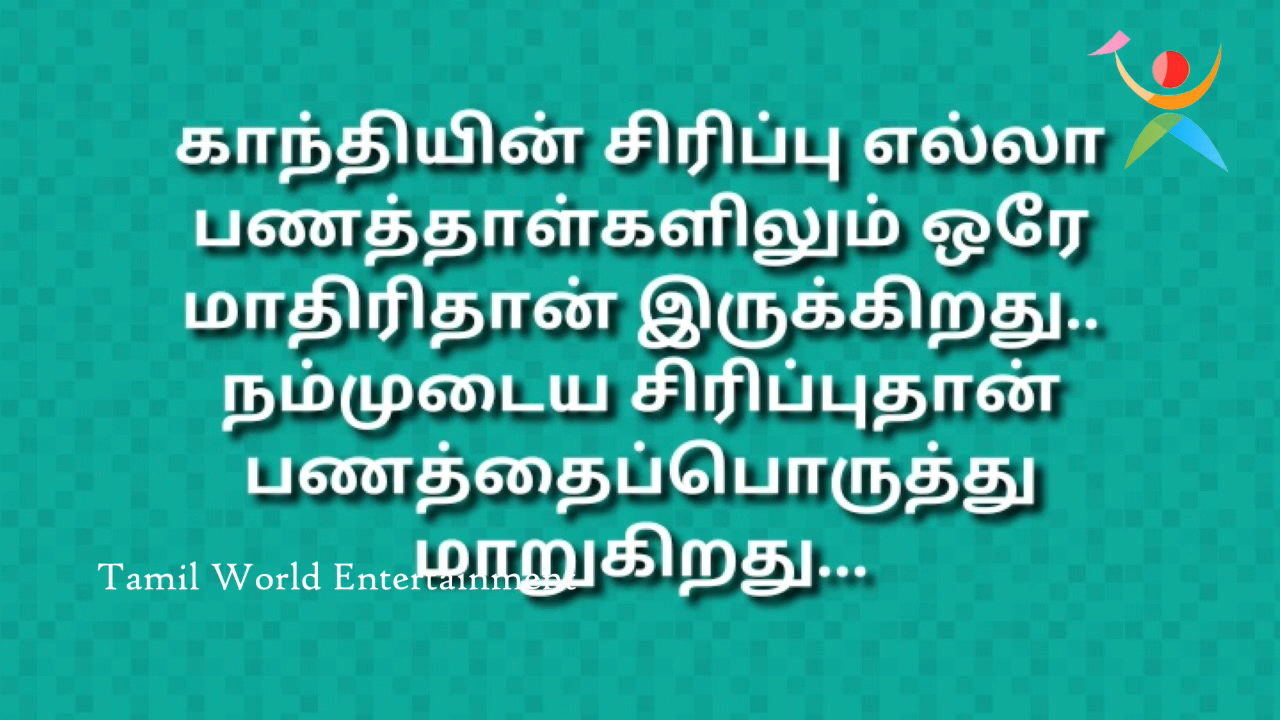 காந்தியின் சிரிப்பு எல்லா
பணத்தாள்களிலும் ஒரே
மாதிரிதான் இருக்கிறது..
நம்முடைய சிரிப்புதான்
பணத்தைப்பொருத்து
மாறுகிறது...
Tamil World Entertainment